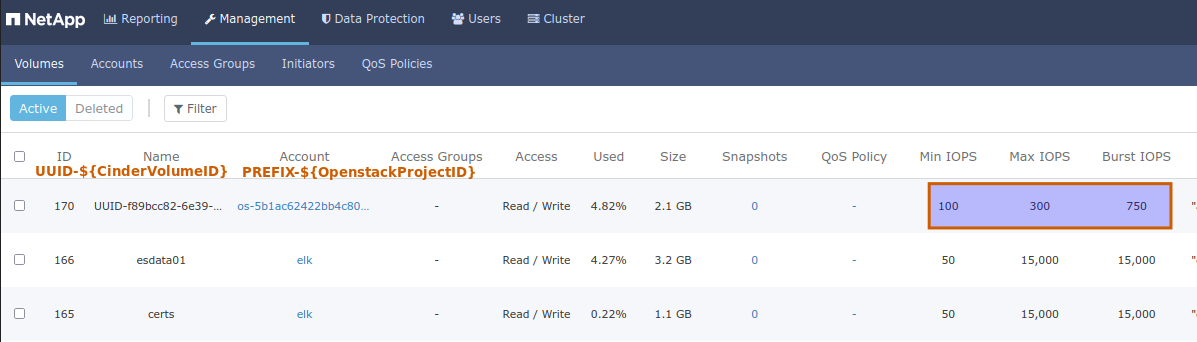 NetApp Reporting Management Data Protection Users Cluster
Volumes Accounts Access Groups Initiators QoS Policies
Active Deleted Filter
ID Name Account Access Groups Access Used Size Snapshots QoS Policy Min IOPS Max IOPS Burst IOPS
UUID-${CinderVolumeID} PREFIX-${OpenstackProjectID}
170 UUID-f89bcc82-6e39-... os-5b1ac62422bb4c80... - Read / Write 4.82% 2.1 GB 0 - 100 300 750 "
166 esdata01 elk - Read / Write 4.27% 3.2 GB 0 - 50 15,000 15,000 "
165 certs elk - Read / Write 0.22% 1.1 GB 0 - 50 15,000 15,000 "